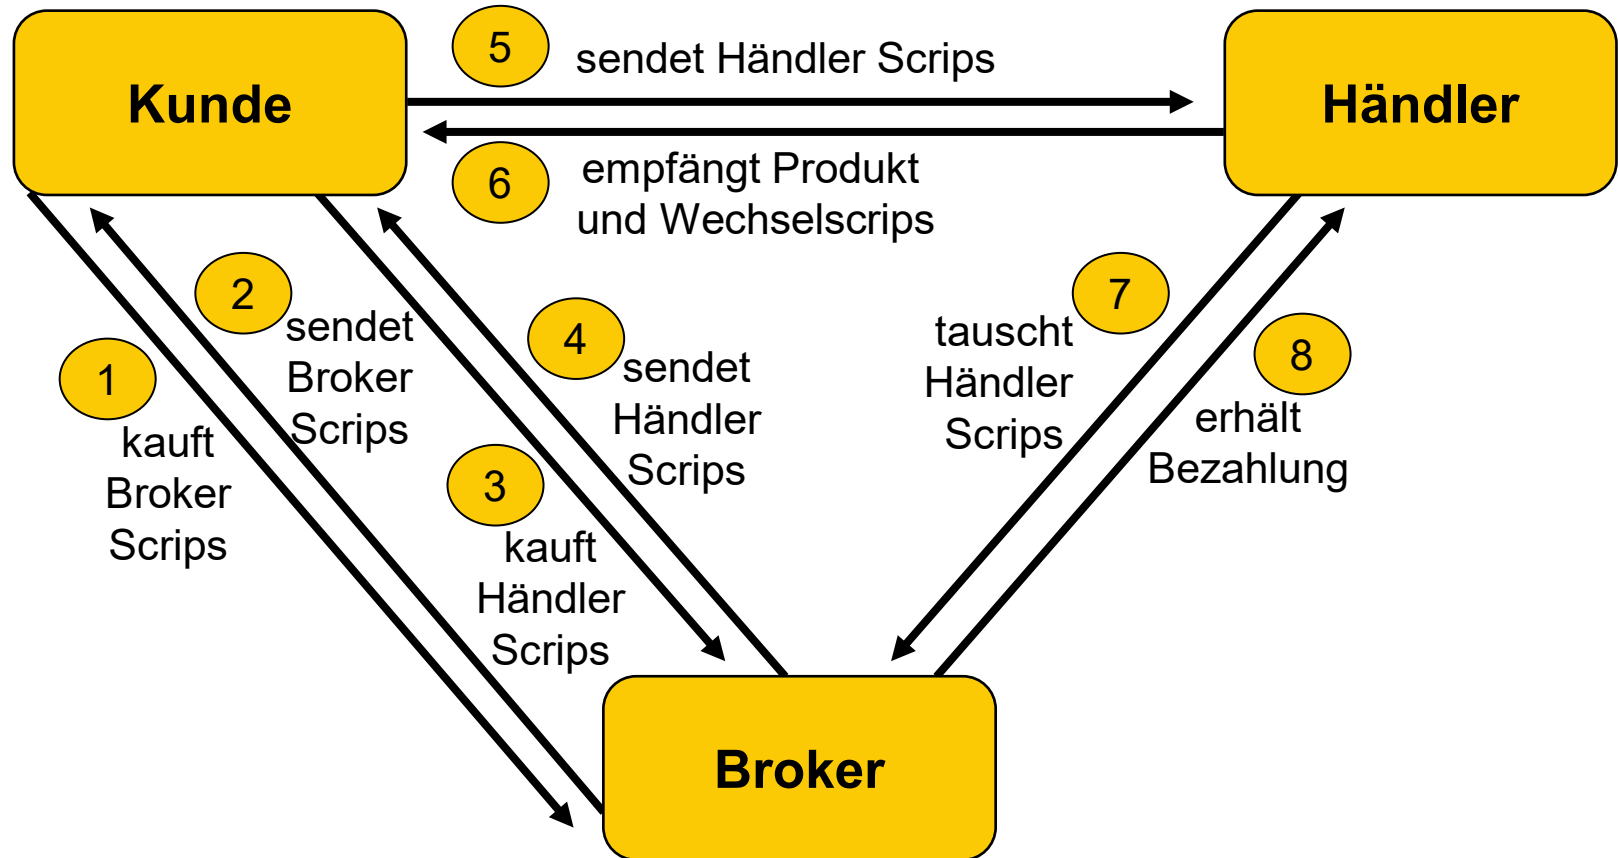 Kunde
5
sendet Händler Scrips
Händler
6
empfängt Produkt
und Wechselscrips
1
kauft
Broker
Scrips
2
sendet
Broker
Scrips
3
kauft
Händler
Scrips
4
sendet
Händler
Scrips
7
tauscht
Händler
Scrips
8
erhält
Bezahlung
Broker